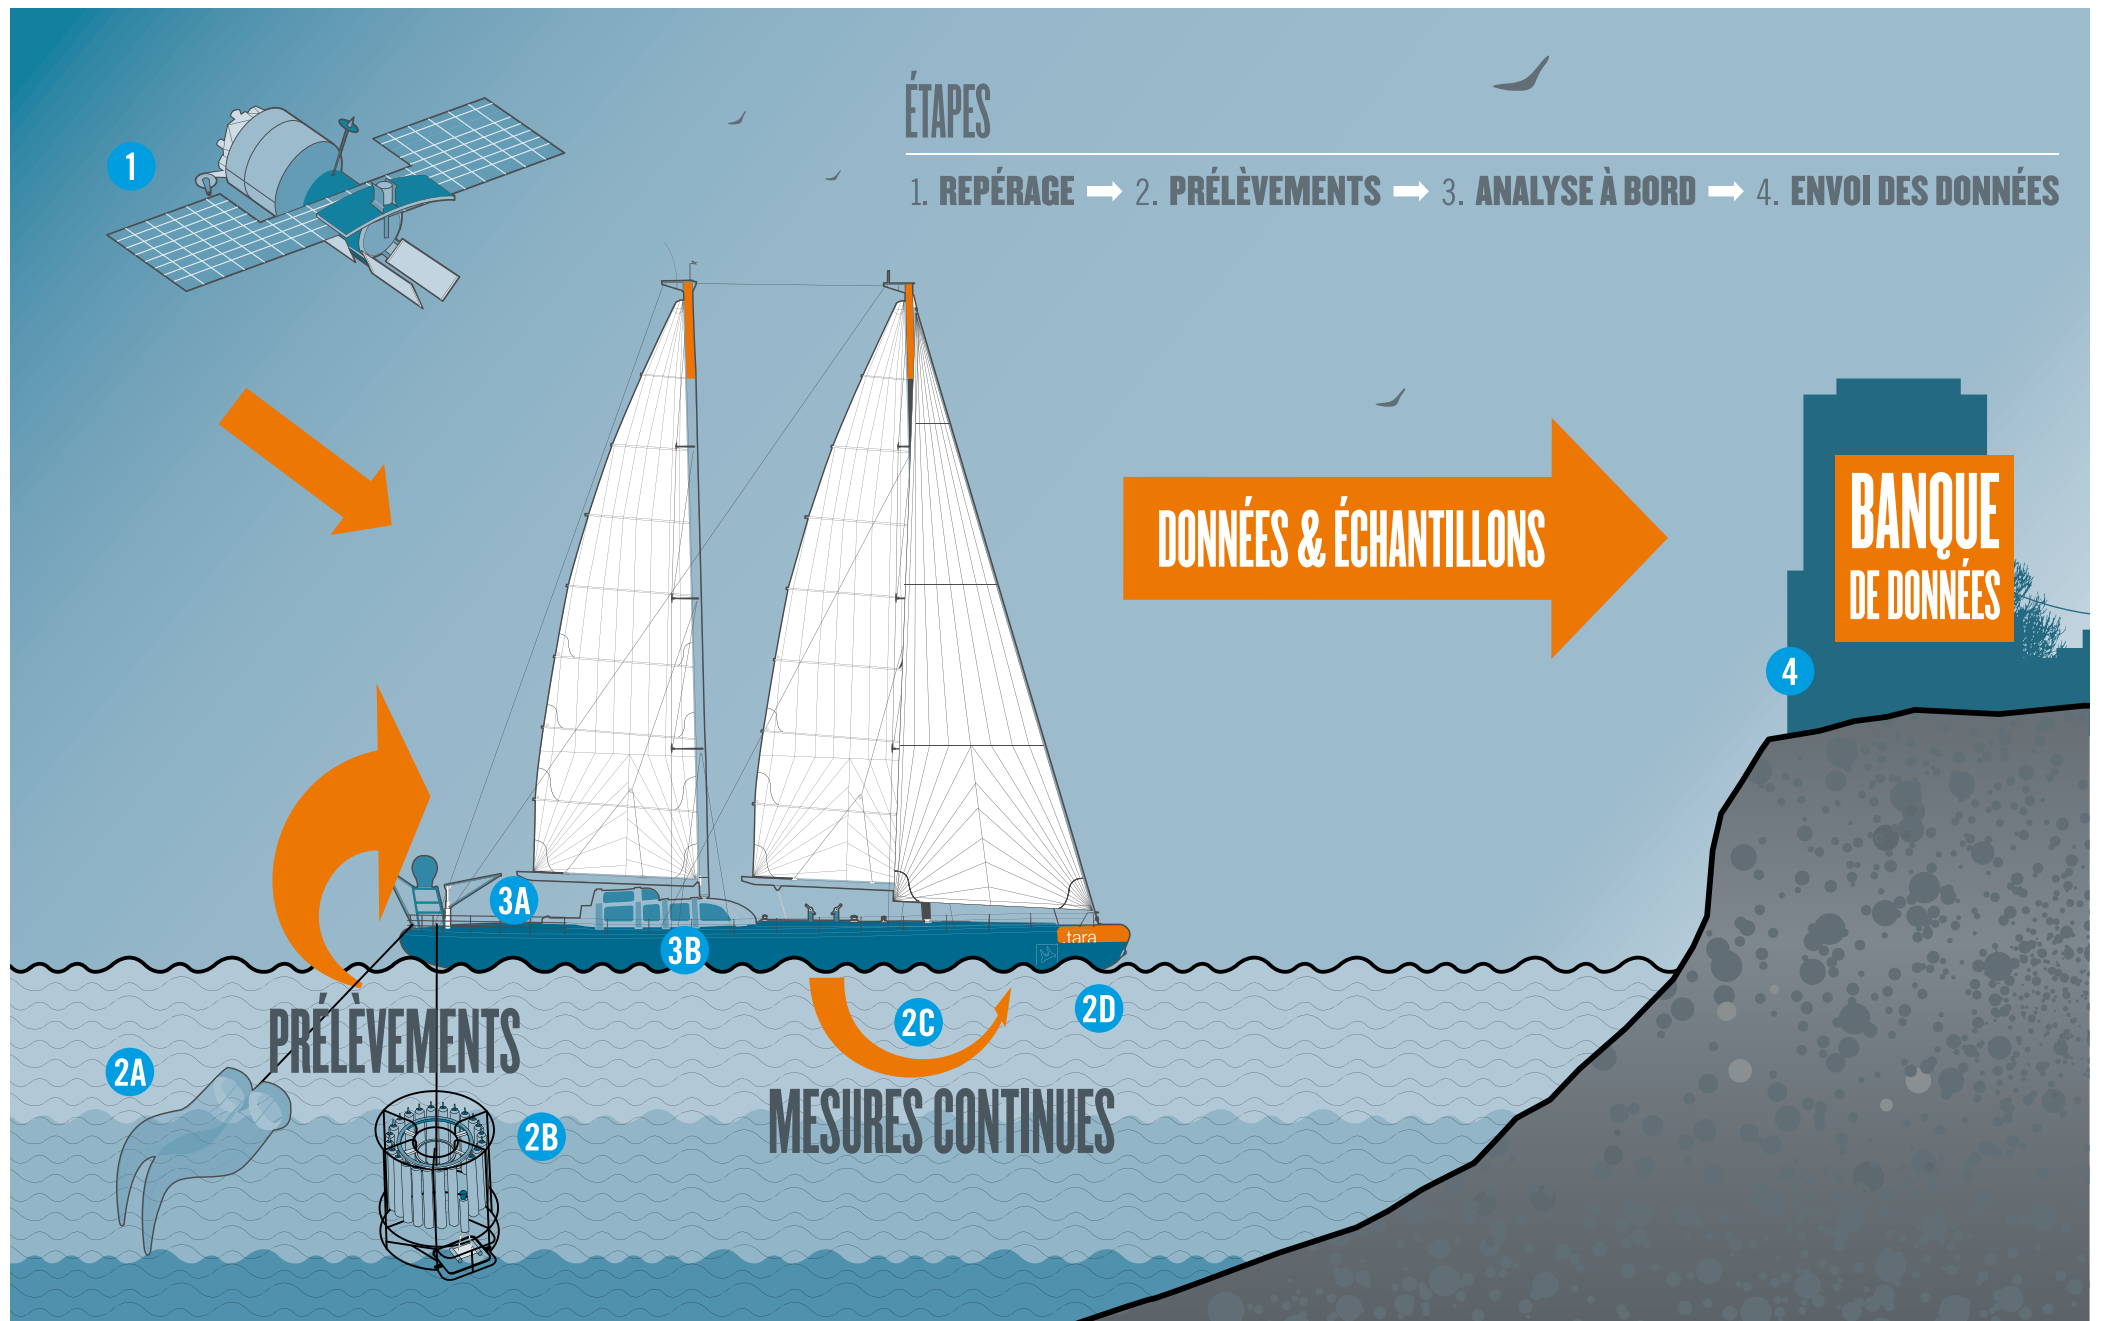 ÉTAPES
1. REPÉRAGE 2. PRÉLÈVEMENTS 3. ANALYSE À BORD 4. ENVOI DES DONNÉES
1
DONNÉES & ÉCHANTILLONS
BANQUE
DE DONNÉES
4
3A
3B
tara
PRÉLÈVEMENTS
2A
2B
2C
2D
MESURES CONTINUES